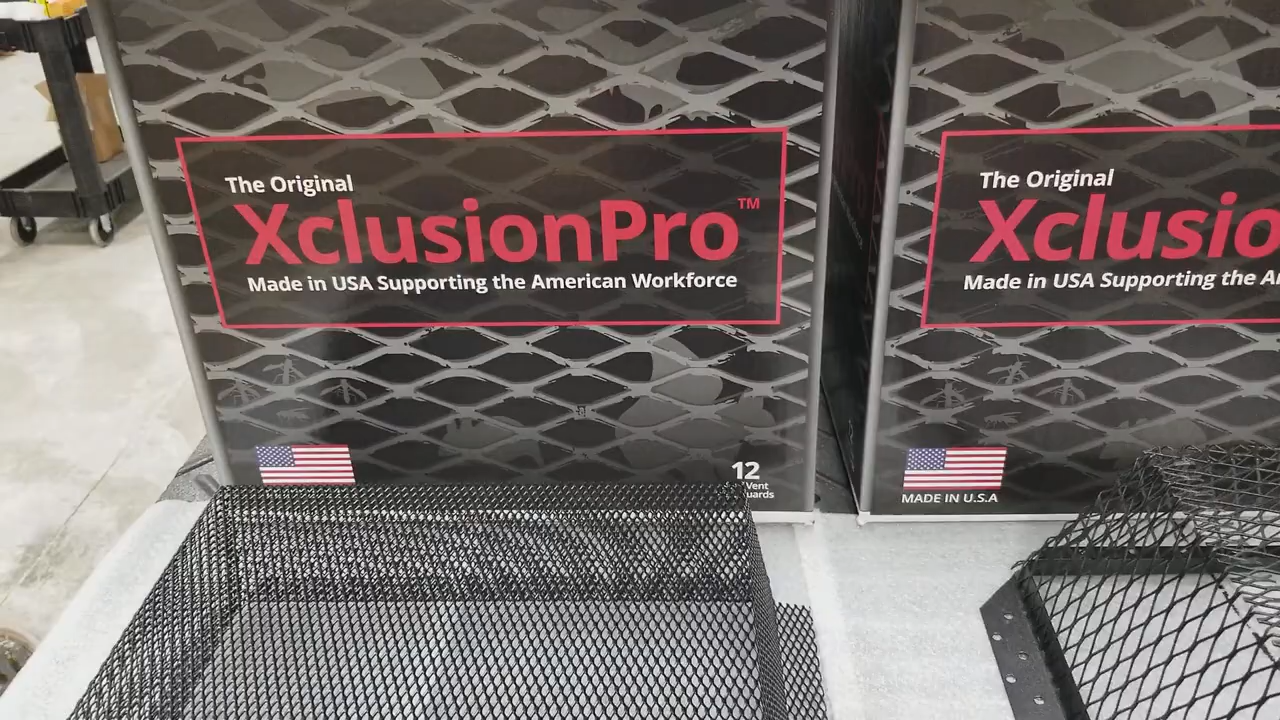 The Original
XclusionPro™
Made in USA Supporting the American Workforce
12
Vent
The Original
Xclusio
Made in USA Supporting the
MADE IN U.S.A